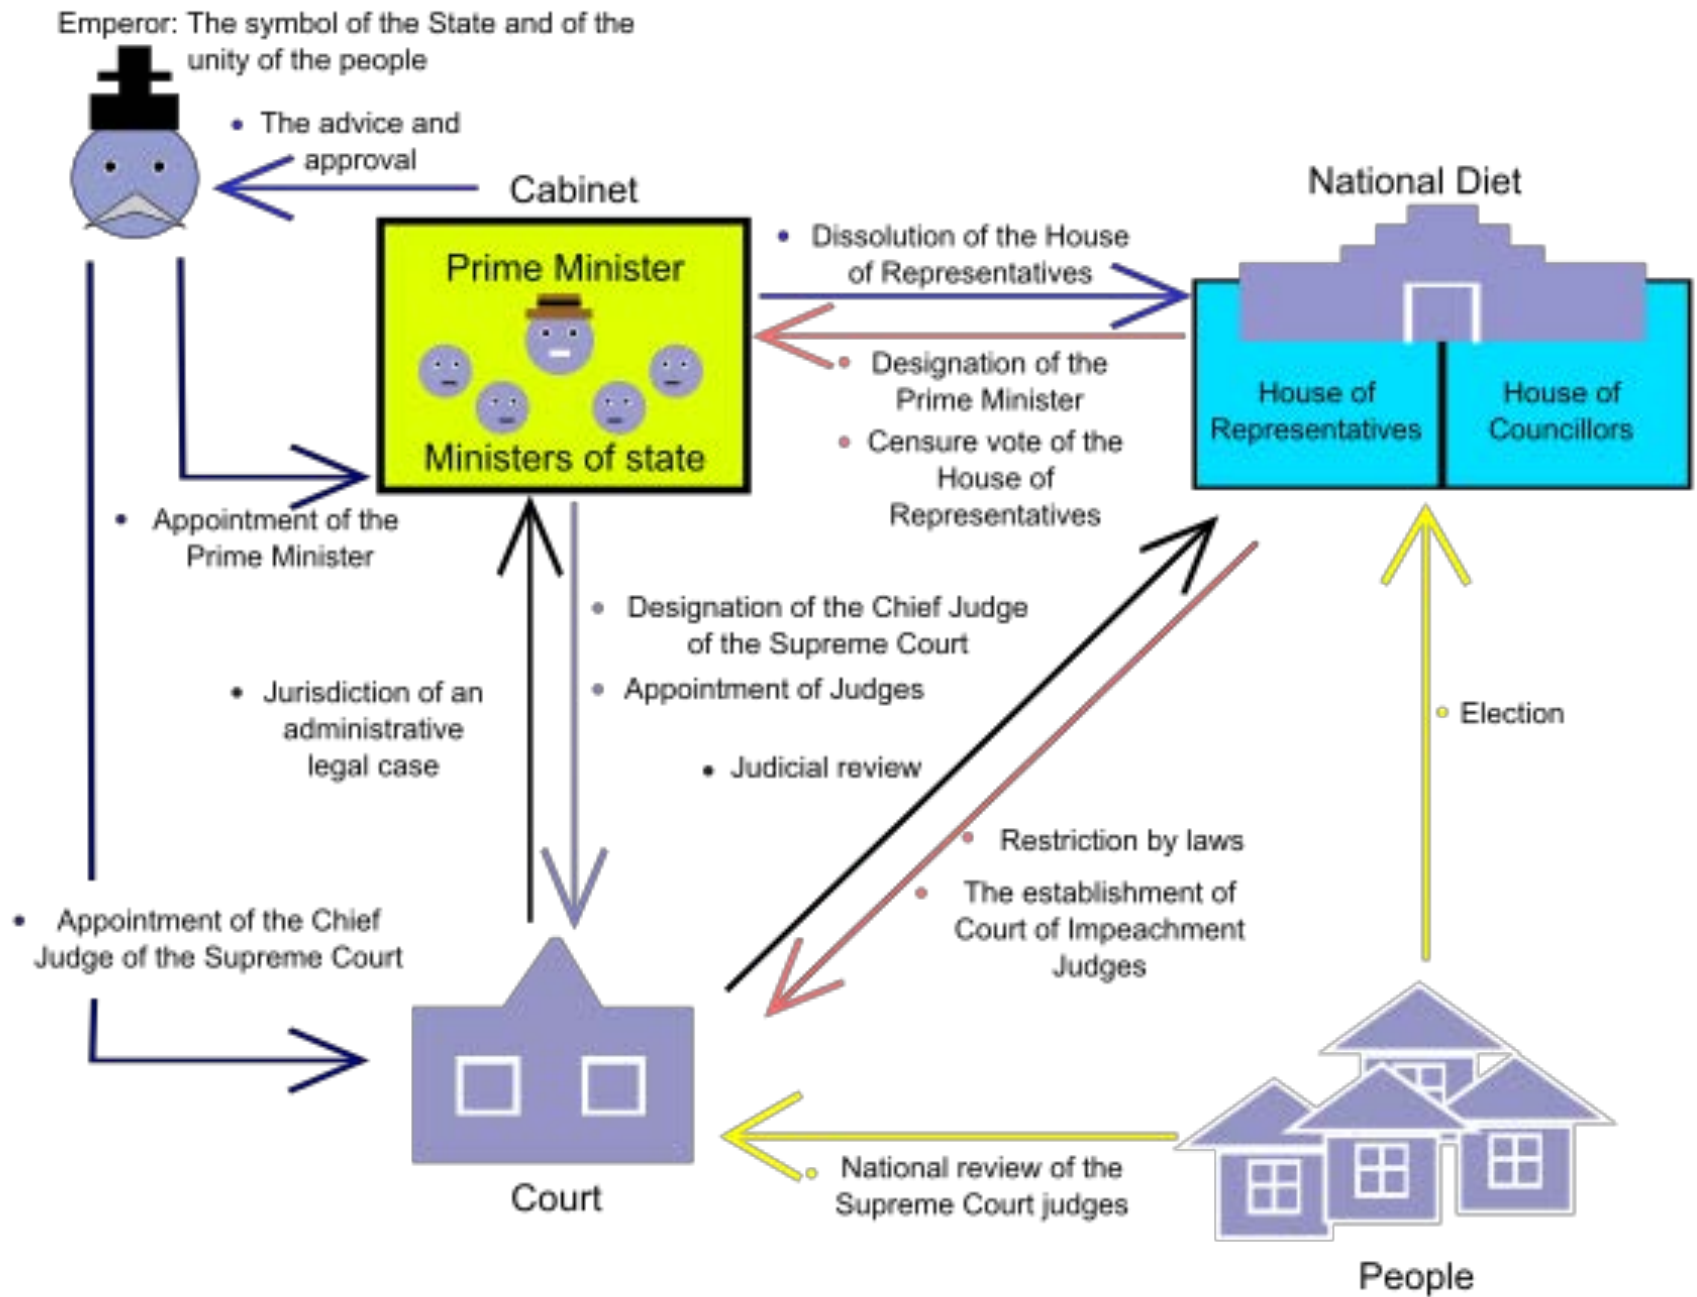 Emperor: The symbol of the State and of the
unity of the people
The advice and
approval
Cabinet
Prime Minister
Ministers of state
National Diet
House of
Representatives
House of
Councillors
Dissolution of the House
of Representatives
Designation of the
Prime Minister
Censure vote of the
House of
Representatives
Appointment of the
Prime Minister
Designation of the Chief Judge
of the Supreme Court
Appointment of Judges
Jurisdiction of an
administrative
legal case
Judicial review
Election
Restriction by laws
The establishment of
Court of Impeachment
Judges
Appointment of the Chief
Judge of the Supreme Court
Court
National review of the
Supreme Court judges
People